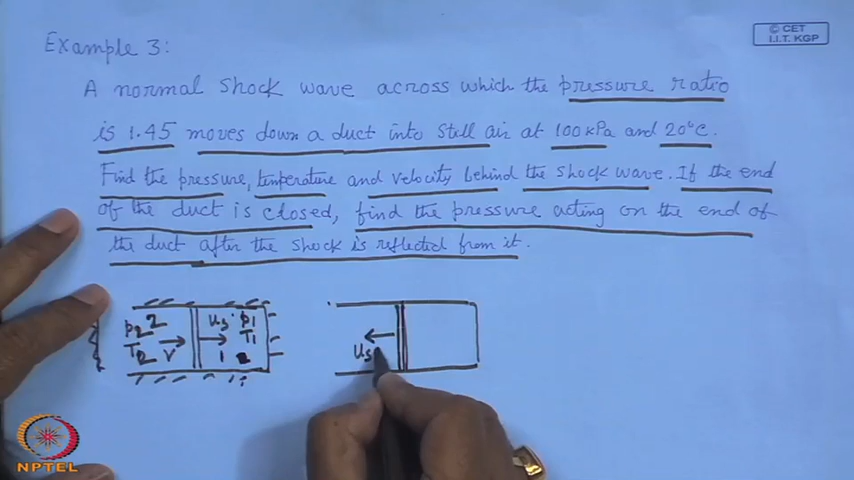 © CET
I.I.T. KGP
Example 3:
A normal shock wave across which the pressure ratio
is 1.45 moves down a duct into still air at 100 kPa and 20°C.
Find the pressure, temperature and velocity behind the shock wave. If the end
of the duct is closed, find the pressure acting on the end of
the duct after the shock is reflected from it.
p2 2
T2 V
us p1
T1
1
us
NPTEL